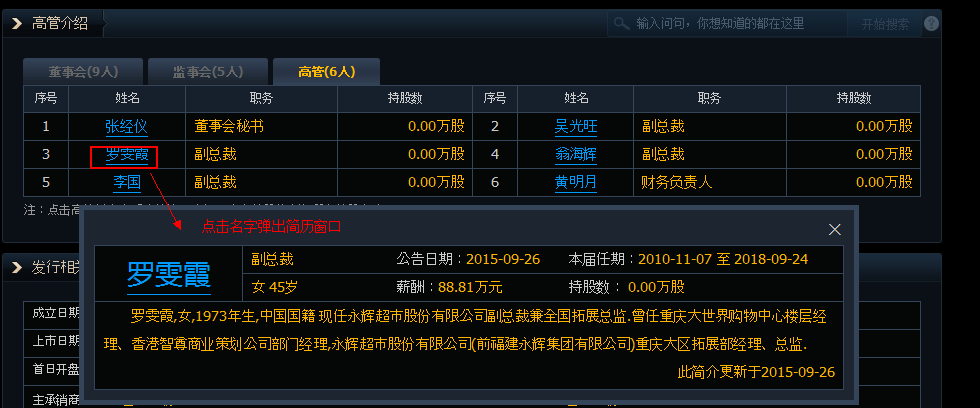 高管介绍
输入问句，你想知道的都在这里
开始搜索
?
董事会(9人) 监事会(5人) 高管(6人)
序号 姓名 职务 持股数 序号 姓名 职务 持股数
1 张经仪 董事会秘书 0.00万股 2 吴光旺 副总裁 0.00万股
3 罗雯霞 副总裁 0.00万股 4 翁海辉 副总裁 0.00万股
5 李国 副总裁 0.00万股 6 黄明月 财务负责人 0.00万股
注：点击高
点击名字弹出简历窗口
发行相关
罗雯霞
副总裁 公告日期：2015-09-26 本届任期：2010-11-07 至 2018-09-24
女 45岁 薪酬：88.81万元 持股数： 0.00万股
罗雯霞,女,1973年生,中国国籍.现任永辉超市股份有限公司副总裁兼全国拓展总监.曾任重庆大世界购物中心楼层经
理、香港智尊商业策划公司部门经理,永辉超市股份有限公司(前福建永辉集团有限公司)重庆大区拓展部经理、总监.
此简介更新于2015-09-26
成立日期
上市日期
首日开盘
主承销商